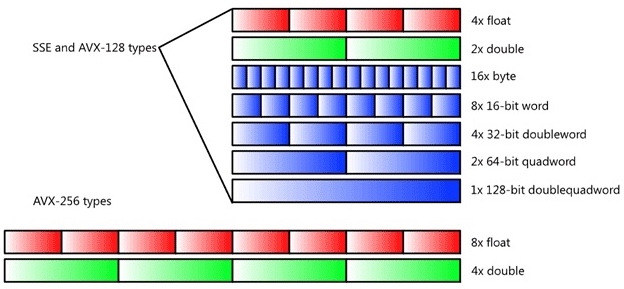 SSE and AVX-128 types
4x float
2x double
16x byte
8x 16-bit word
4x 32-bit doubleword
2x 64-bit quadword
1x 128-bit doublequadword
AVX-256 types
8x float
4x double